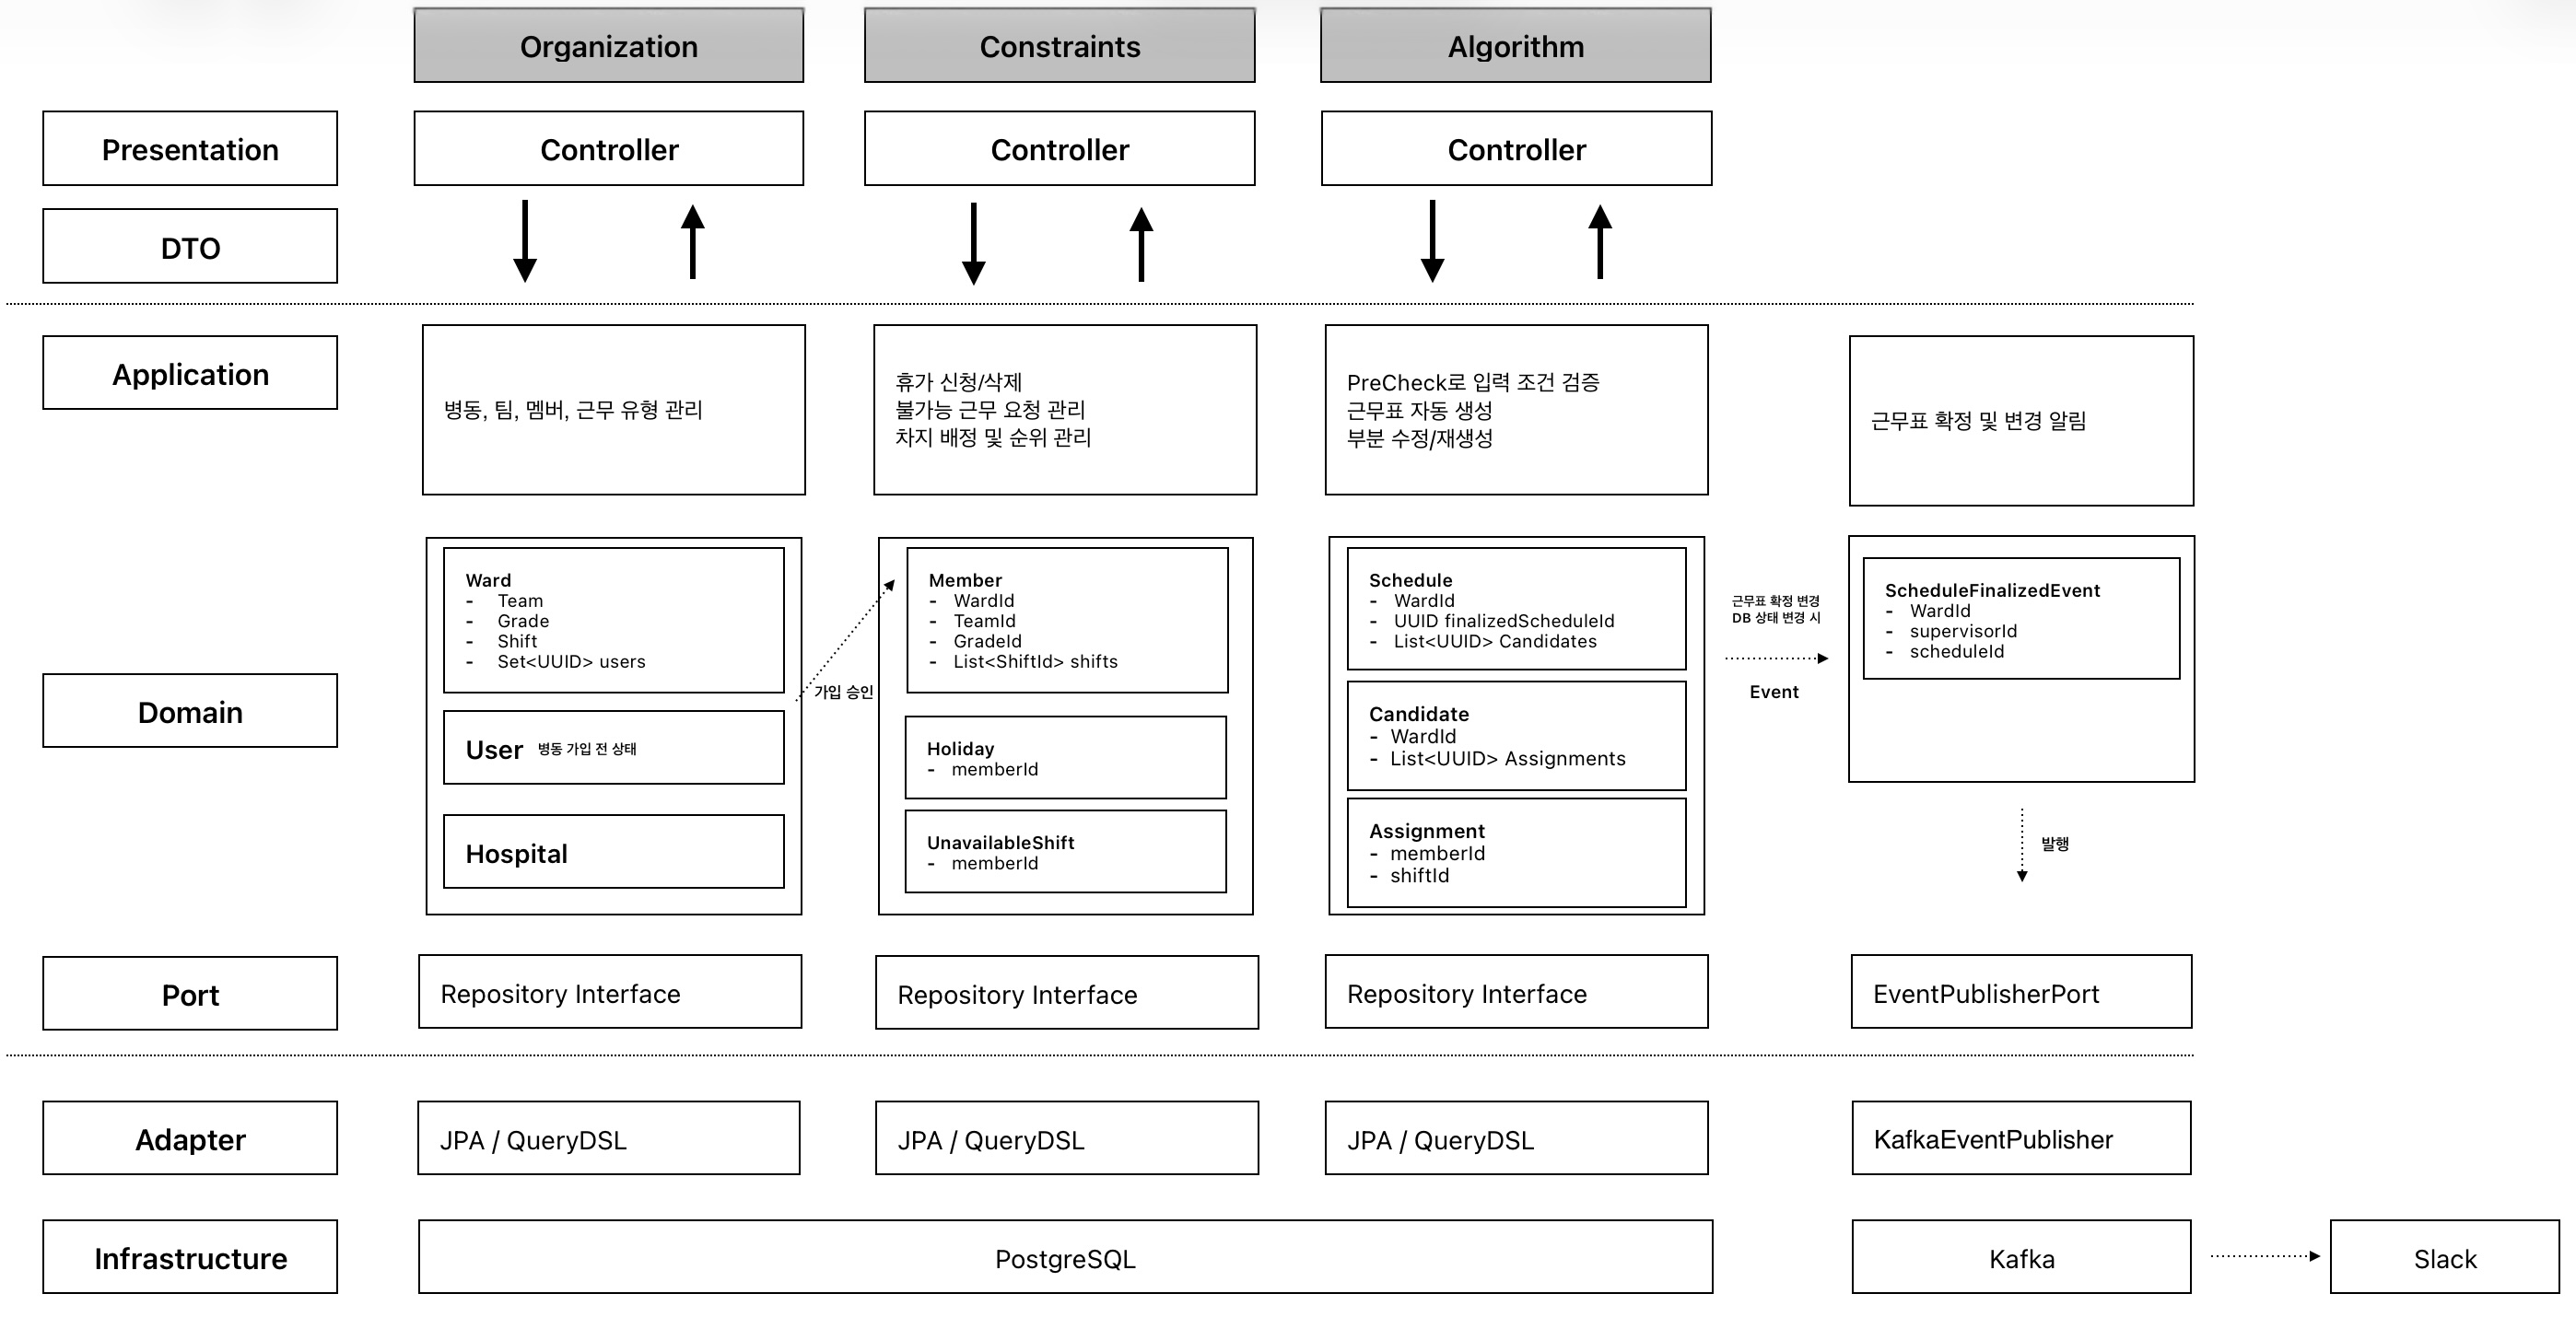 Organization
Constraints
Algorithm
Presentation
Controller
Controller
Controller
DTO
Application
병동, 팀, 멤버, 근무 유형 관리
휴가 신청/삭제
불가능 근무 요청 관리
차지 배정 및 순위 관리
PreCheck로 입력 조건 검증
근무표 자동 생성
부분 수정/재생성
근무표 확정 및 변경 알림
Domain
Ward
- Team
- Grade
- Shift
- Set<UUID> users
User 병동 가입 전 상태
Hospital
가입 승인
Member
- WardId
- TeamId
- GradeId
- List<ShiftId> shifts
Holiday
- memberId
UnavailableShift
- memberId
Schedule
- WardId
- UUID finalizedScheduleId
- List<UUID> Candidates
Candidate
- WardId
- List<UUID> Assignments
Assignment
- memberId
- shiftId
근무표 확정 변경
DB 상태 변경 시
Event
ScheduleFinalizedEvent
- WardId
- supervisorId
- scheduleId
발행
Port
Repository Interface
Repository Interface
Repository Interface
EventPublisherPort
Adapter
JPA / QueryDSL
JPA / QueryDSL
JPA / QueryDSL
KafkaEventPublisher
Infrastructure
PostgreSQL
Kafka
Slack